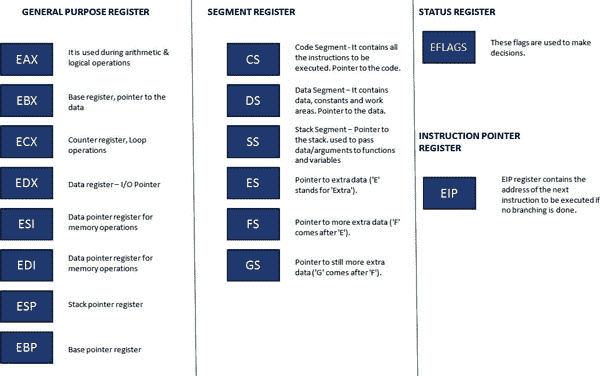 GENERAL PURPOSE REGISTER
EAX
It is used during arithmetic &
logical operations
EBX
Base register, pointer to the
data
ECX
Counter register, Loop
operations
EDX
Data register – I/O Pointer
ESI
Data pointer register for
memory operations
EDI
Data pointer register for
memory operations
ESP
Stack pointer register
EBP
Base pointer register
SEGMENT REGISTER
CS
Code Segment - It contains all
the instructions to be
executed. Pointer to the code.
DS
Data Segment – It contains
data, constants and work
areas. Pointer to the data.
SS
Stack Segment – Pointer to
the stack. used to pass
data/arguments to functions
and variables
ES
Pointer to extra data ('E'
stands for 'Extra').
FS
Pointer to more extra data ('F'
comes after 'E').
GS
Pointer to still more extra
data ('G' comes after 'F').
STATUS REGISTER
EFLAGS
These flags are used to make
decisions.
INSTRUCTION POINTER
REGISTER
EIP
EIP register contains the
address of the next
instruction to be executed if
no branching is done.